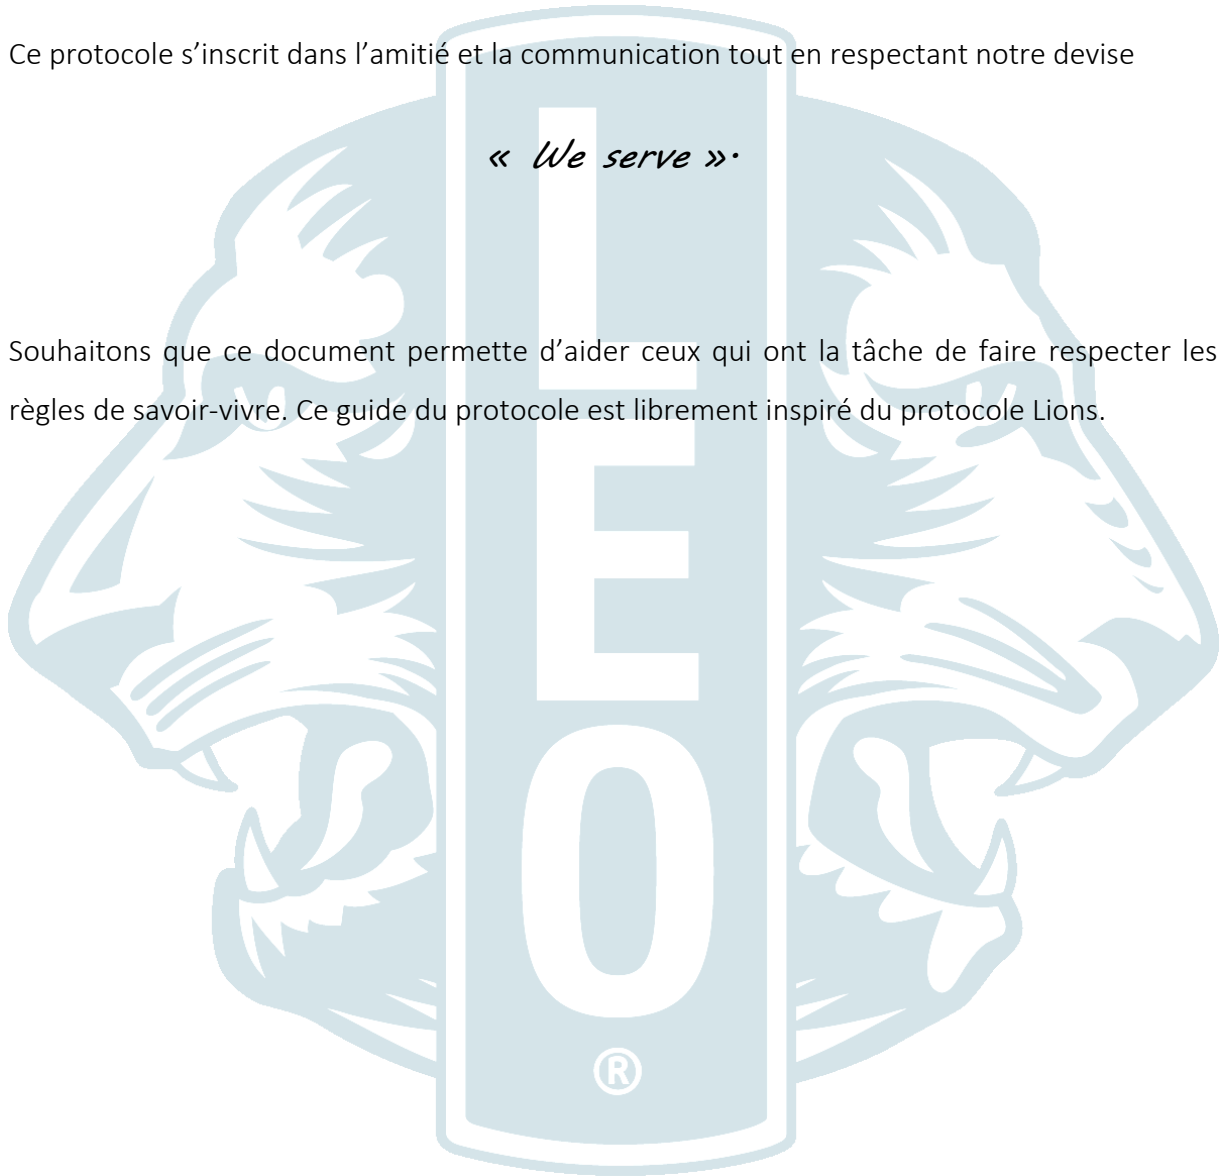 Ce protocole s’inscrit dans l’amitié et la communication tout en respectant notre devise
« We serve ».
Souhaitons que ce document permette d’aider ceux qui ont la tâche de faire respecter les
règles de savoir-vivre. Ce guide du protocole est librement inspiré du protocole Lions.
L
E
O
®